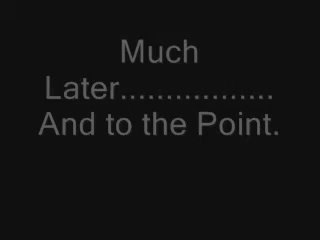 Much
Later.................
And to the Point.